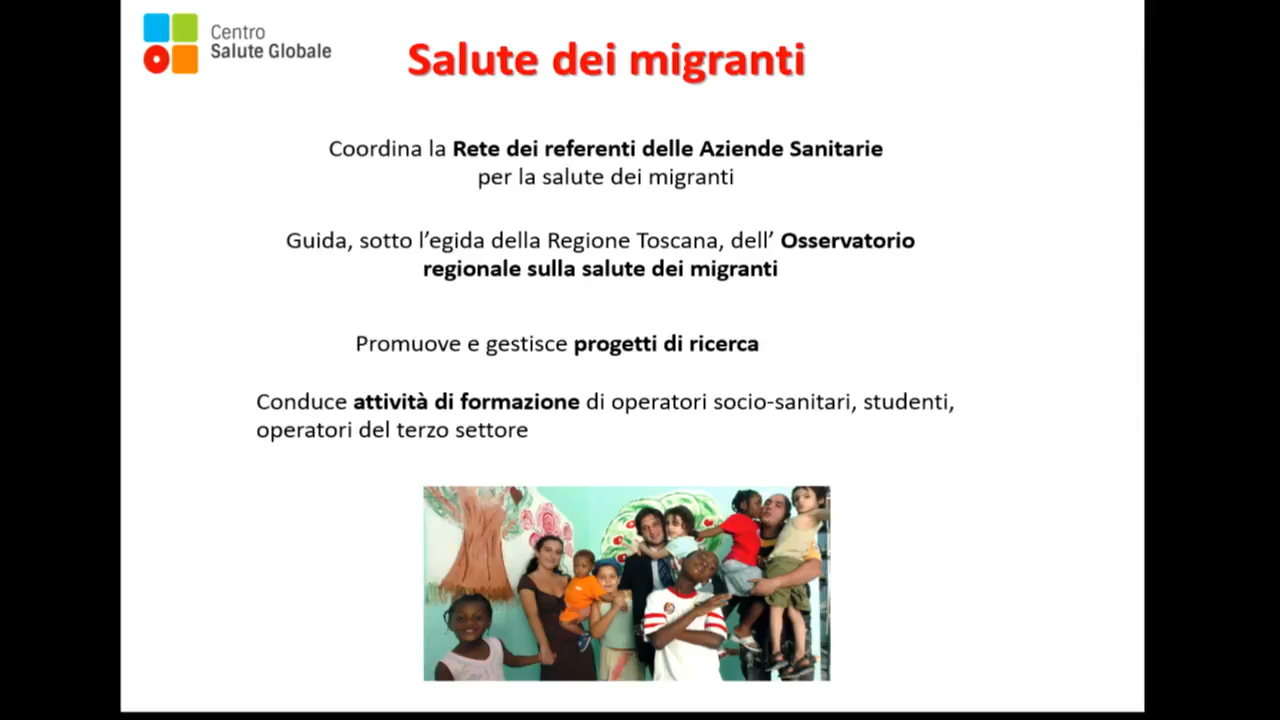 Centro
Salute Globale
Salute dei migranti
Coordina la Rete dei referenti delle Aziende Sanitarie
per la salute dei migranti
Guida, sotto l’egida della Regione Toscana, dell’ Osservatorio
regionale sulla salute dei migranti
Promuove e gestisce progetti di ricerca
Conduce attività di formazione di operatori socio-sanitari, studenti,
operatori del terzo settore